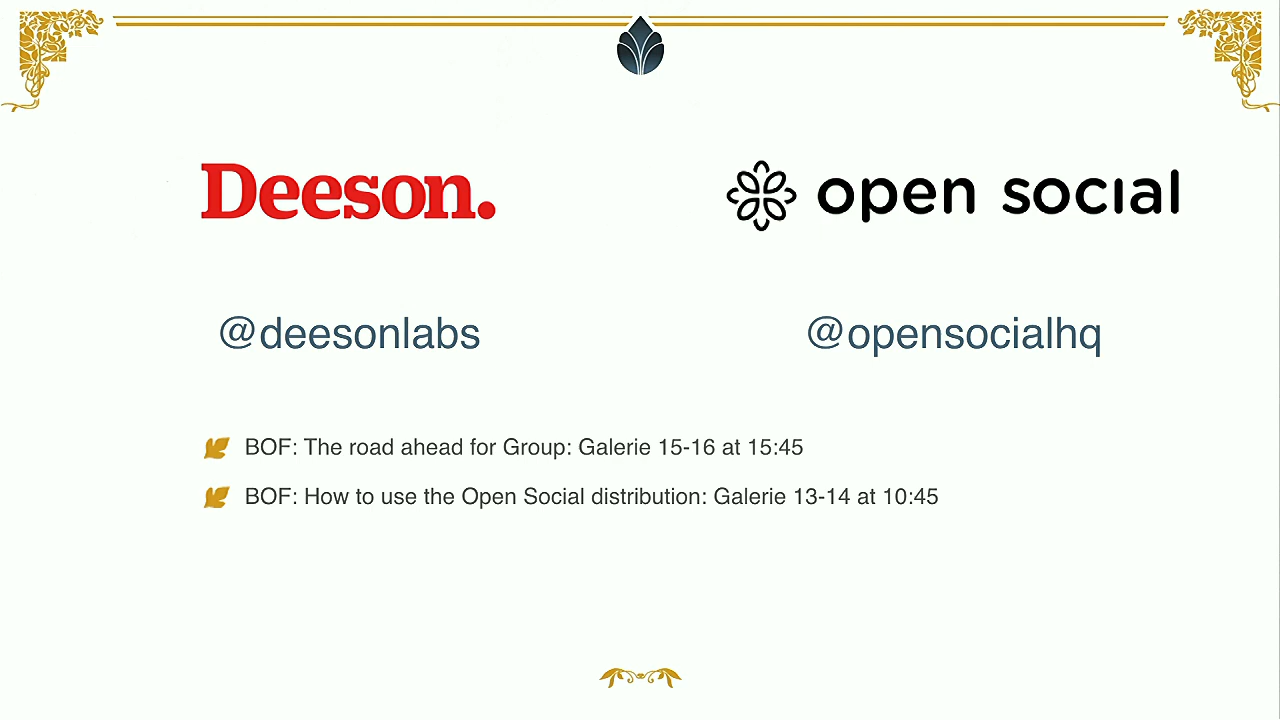 Deeson.
open social
@deesonlabs
@opensocialhq
BOF: The road ahead for Group: Galerie 15-16 at 15:45
BOF: How to use the Open Social distribution: Galerie 13-14 at 10:45